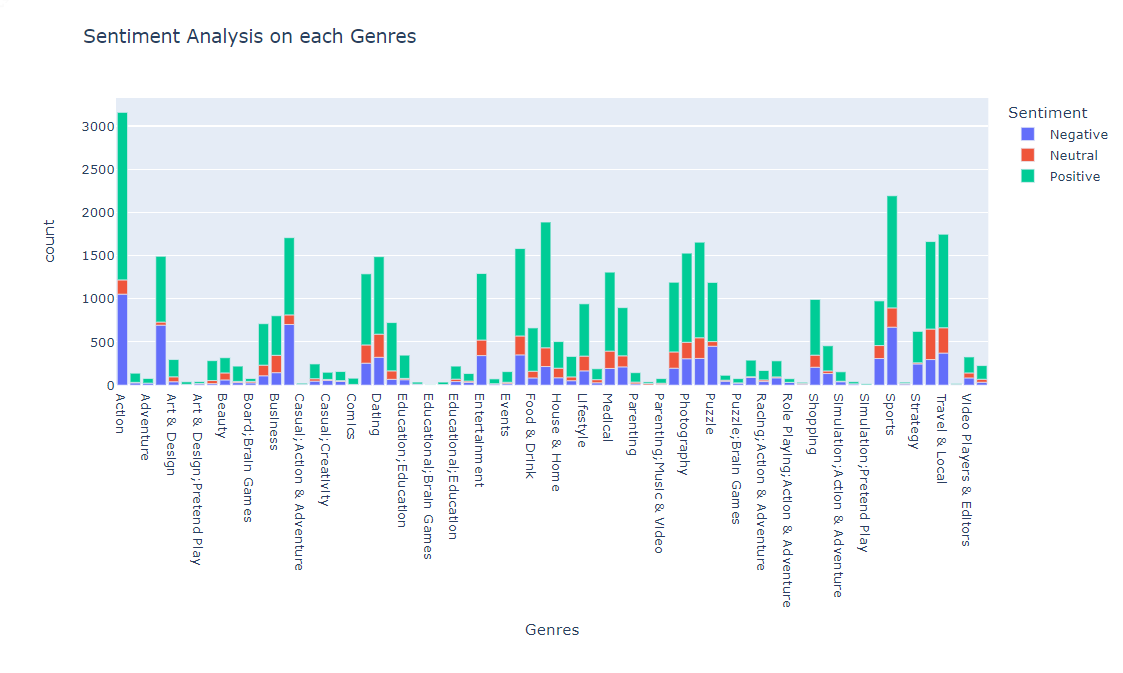 Sentiment Analysis on each Genres
Sentiment
Negative
Neutral
Positive
count
3000
2500
2000
1500
1000
500
0
Action
Adventure
Art & Design
Art & Design;Pretend Play
Beauty
Board;Brain Games
Business
Casual;Action & Adventure
Casual;Creativity
Comics
Dating
Education;Education
Educational;Brain Games
Educational;Education
Entertainment
Events
Food & Drink
House & Home
Lifestyle
Medical
Parenting
Parenting;Music & Video
Photography
Puzzle
Puzzle;Brain Games
Racing;Action & Adventure
Role Playing;Action & Adventure
Shopping
Simulation;Action & Adventure
Simulation;Pretend Play
Sports
Strategy
Travel & Local
Video Players & Editors
Genres